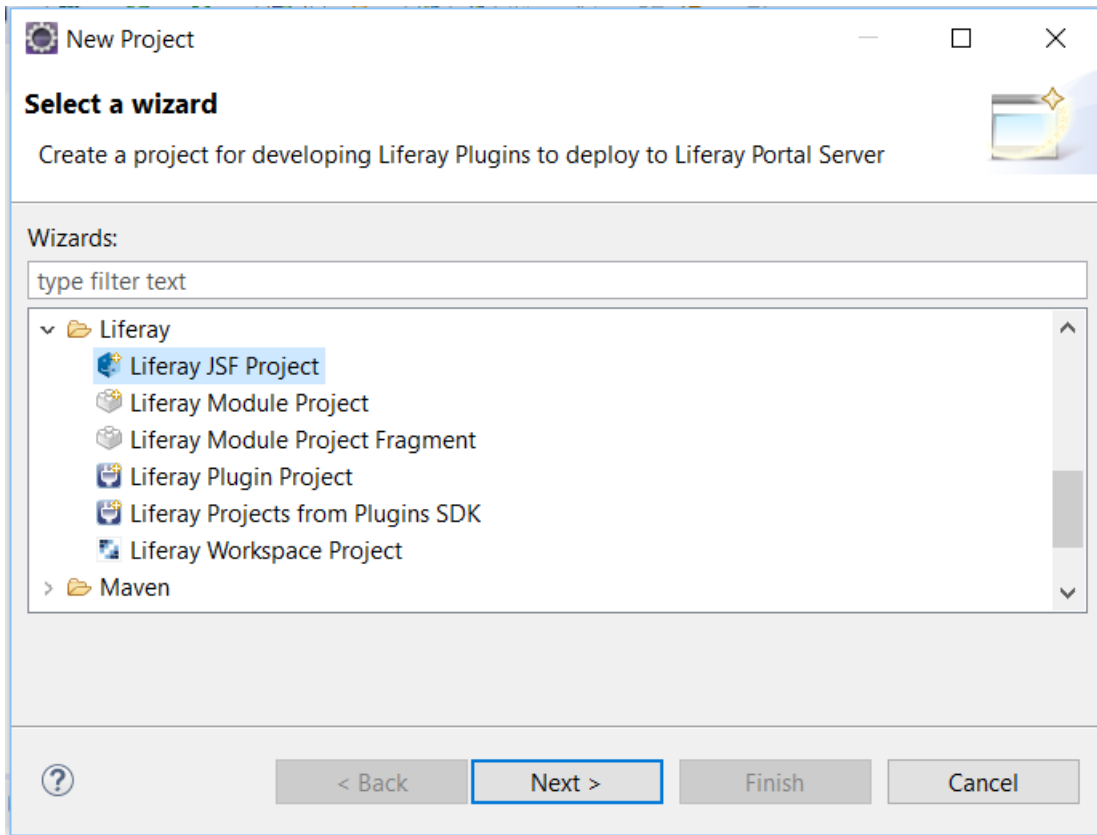 New Project
Select a wizard
Create a project for developing Liferay Plugins to deploy to Liferay Portal Server
Wizards:
type filter text
Liferay
Liferay JSF Project
Liferay Module Project
Liferay Module Project Fragment
Liferay Plugin Project
Liferay Projects from Plugins SDK
Liferay Workspace Project
Maven
? < Back Next > Finish Cancel